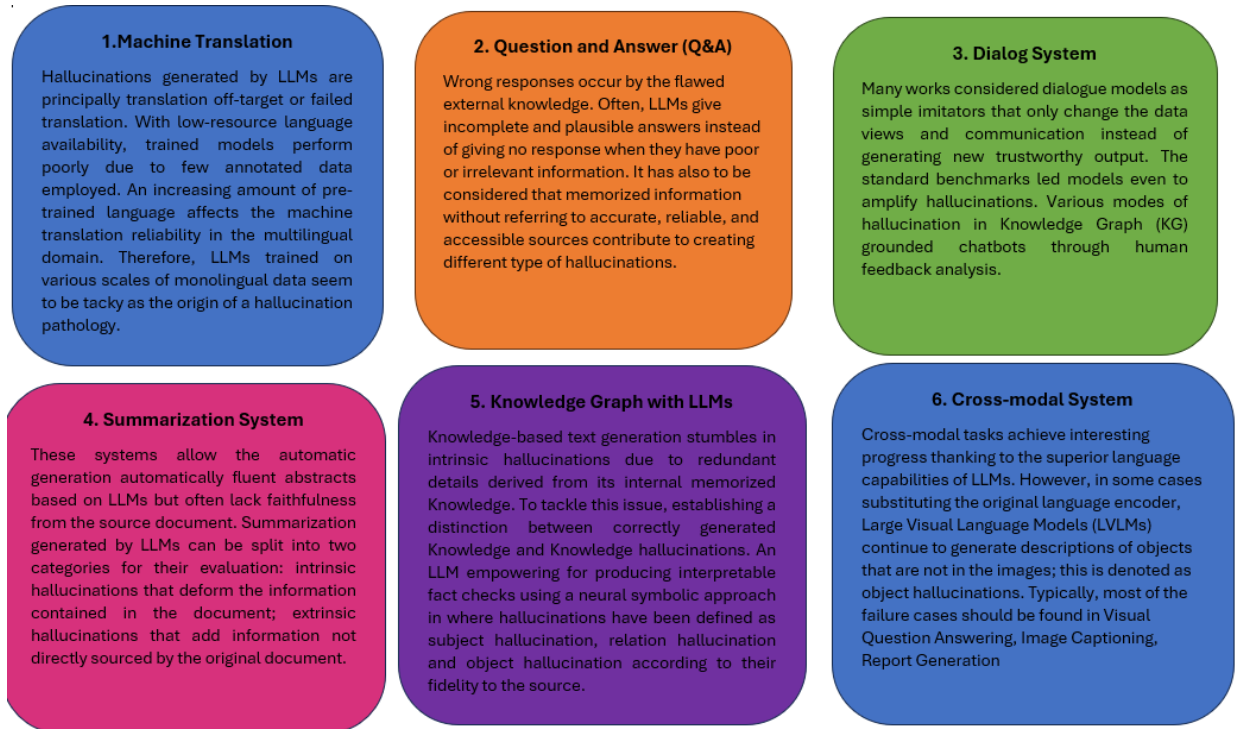 1.Machine Translation
Hallucinations generated by LLMs are
principally translation off-target or failed
translation. With low-resource language
availability, trained models perform
poorly due to few annotated data
employed. An increasing amount of pre-
trained language affects the machine
translation reliability in the multilingual
domain. Therefore, LLMs trained on
various scales of monolingual data seem
to be tacky as the origin of a hallucination
pathology.
2. Question and Answer (Q&A)
Wrong responses occur by the flawed
external knowledge. Often, LLMs give
incomplete and plausible answers instead
of giving no response when they have poor
or irrelevant information. It has also to be
considered that memorized information
without referring to accurate, reliable, and
accessible sources contribute to creating
different type of hallucinations.
3. Dialog System
Many works considered dialogue models as
simple imitators that only change the data
views and communication instead of
generating new trustworthy output. The
standard benchmarks led models even to
amplify hallucinations. Various modes of
hallucination in Knowledge Graph (KG)
grounded chatbots through human
feedback analysis.
4. Summarization System
These systems allow the automatic
generation automatically fluent abstracts
based on LLMs but often lack faithfulness
from the source document. Summarization
generated by LLMs can be split into two
categories for their evaluation: intrinsic
hallucinations that deform the information
contained in the document; extrinsic
hallucinations that add information not
directly sourced by the original document.
5. Knowledge Graph with LLMs
Knowledge-based text generation stumbles in
intrinsic hallucinations due to redundant
details derived from its internal memorized
Knowledge. To tackle this issue, establishing a
distinction between correctly generated
Knowledge and Knowledge hallucinations. An
LLM empowering for producing interpretable
fact checks using a neural symbolic approach
in where hallucinations have been defined as
subject hallucination, relation hallucination
and object hallucination according to their
fidelity to the source.
6. Cross-modal System
Cross-modal tasks achieve interesting
progress thanking to the superior language
capabilities of LLMs. However, in some cases
substituting the original language encoder,
Large Visual Language Models (LVLMs)
continue to generate descriptions of objects
that are not in the images; this is denoted as
object hallucinations. Typically, most of the
failure cases should be found in Visual
Question Answering, Image Captioning,
Report Generation